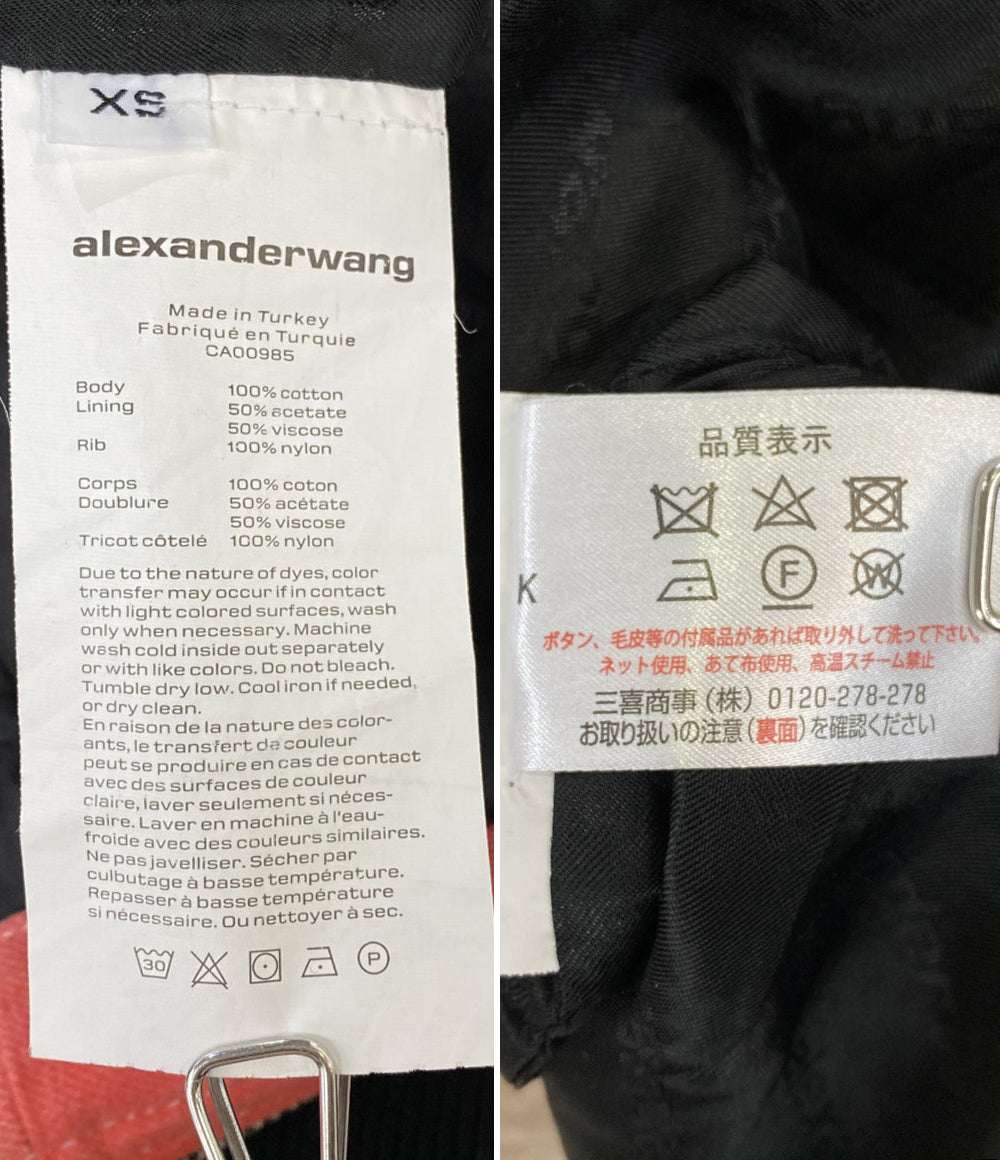 XS
alexanderwang
Made in Turkey
Fabriqué en Turquie
CA00985
Body 100% cotton
Lining 50% acetate
50% viscose
Rib 100% nylon
Corps 100% coton
Doublure 50% acétate
50% viscose
Tricot côtelé 100% nylon
Due to the nature of dyes, color
transfer may occur if in contact
with light colored surfaces, wash
only when necessary. Machine
wash cold inside out separately
or with like colors. Do not bleach.
Tumble dry low. Cool iron if needed,
or dry clean.
En raison de la nature des color-
ants, le transfert de couleur
peut se produire en cas de contact
avec des surfaces de couleur
claire, laver seulement si néces-
saire. Laver en machine à l'eau-
froide avec des couleurs similaires.
Ne pas javelliser. Sécher par
culbutage à basse température.
Repasser à basse température
si nécessaire. Ou nettoyer à sec.
30 P
品質表示
F W
K
ボタン、毛皮等の付属品があれば取り外して洗って下さい。
ネット使用、あて布使用、高温スチーム禁止
三喜商事(株) 0120-278-278
お取り扱いの注意(裏面)を確認ください